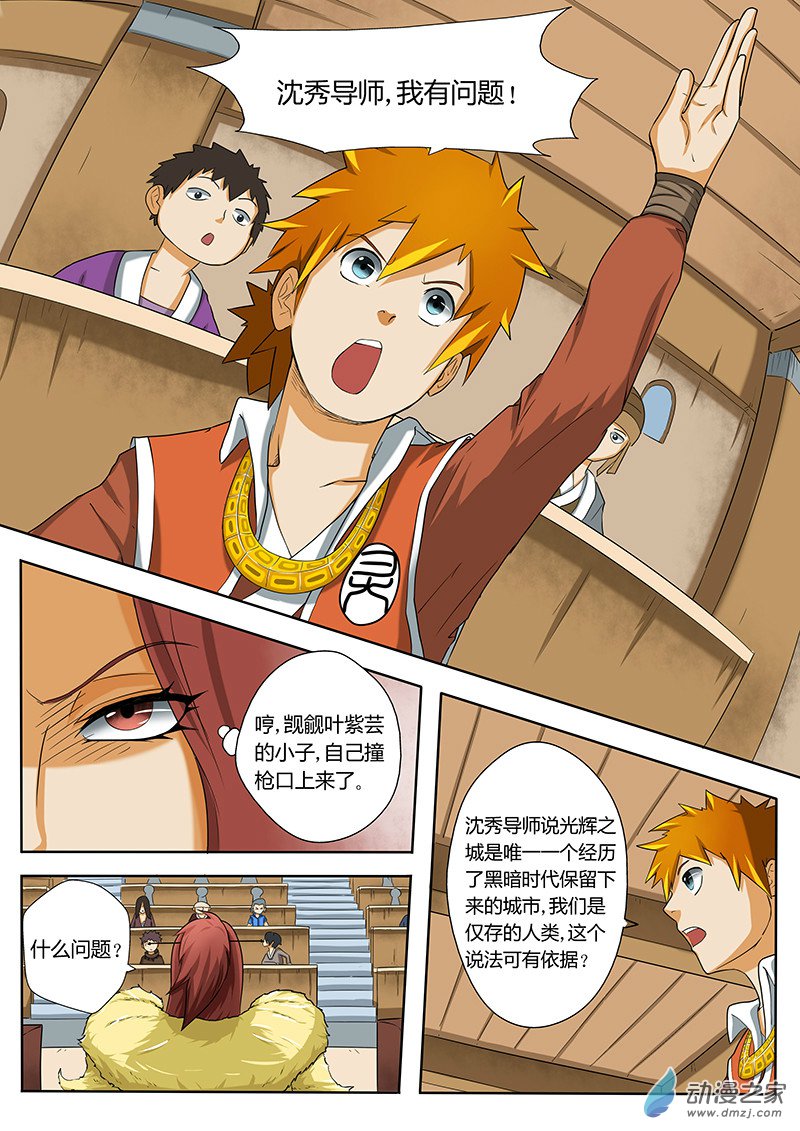 沈秀导师，我有问题！
哼，觊觎叶紫芸
的小子，自己撞
枪口上来了。
什么问题？
沈秀导师说光辉之
城是唯一一个经历
了黑暗时代保留下
来的城市，我们是
仅存的人类，这个
说法可有依据？
动漫之家
www.dmzj.com